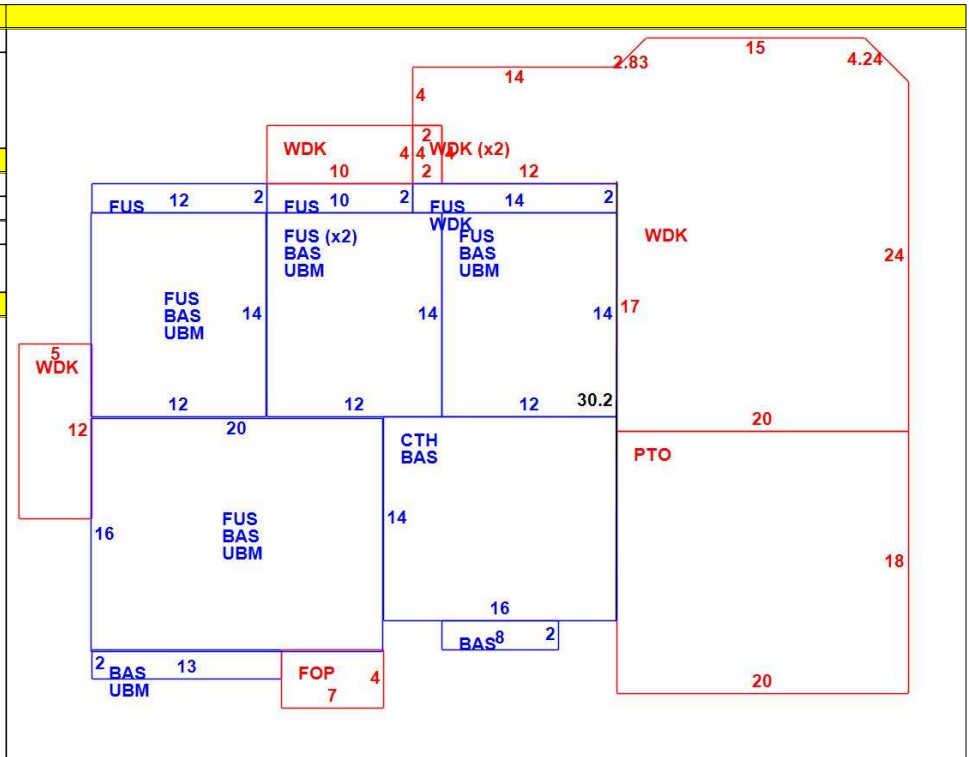 15
2.83
4.24
14
4
2
WDK
4
4
4
WDK (x2)
10
2
12
FUS
12
2
FUS
10
2
FUS
14
2
WDK
FUS (x2)
BAS
UBM
FUS
BAS
UBM
WDK
24
FUS
BAS
UBM
14
14
14
17
5
WDK
12
12
12
30.2
12
20
20
CTH
BAS
PTO
16
FUS
BAS
UBM
14
18
16
BAS
8
2
2
BAS
UBM
13
FOP
4
7
20